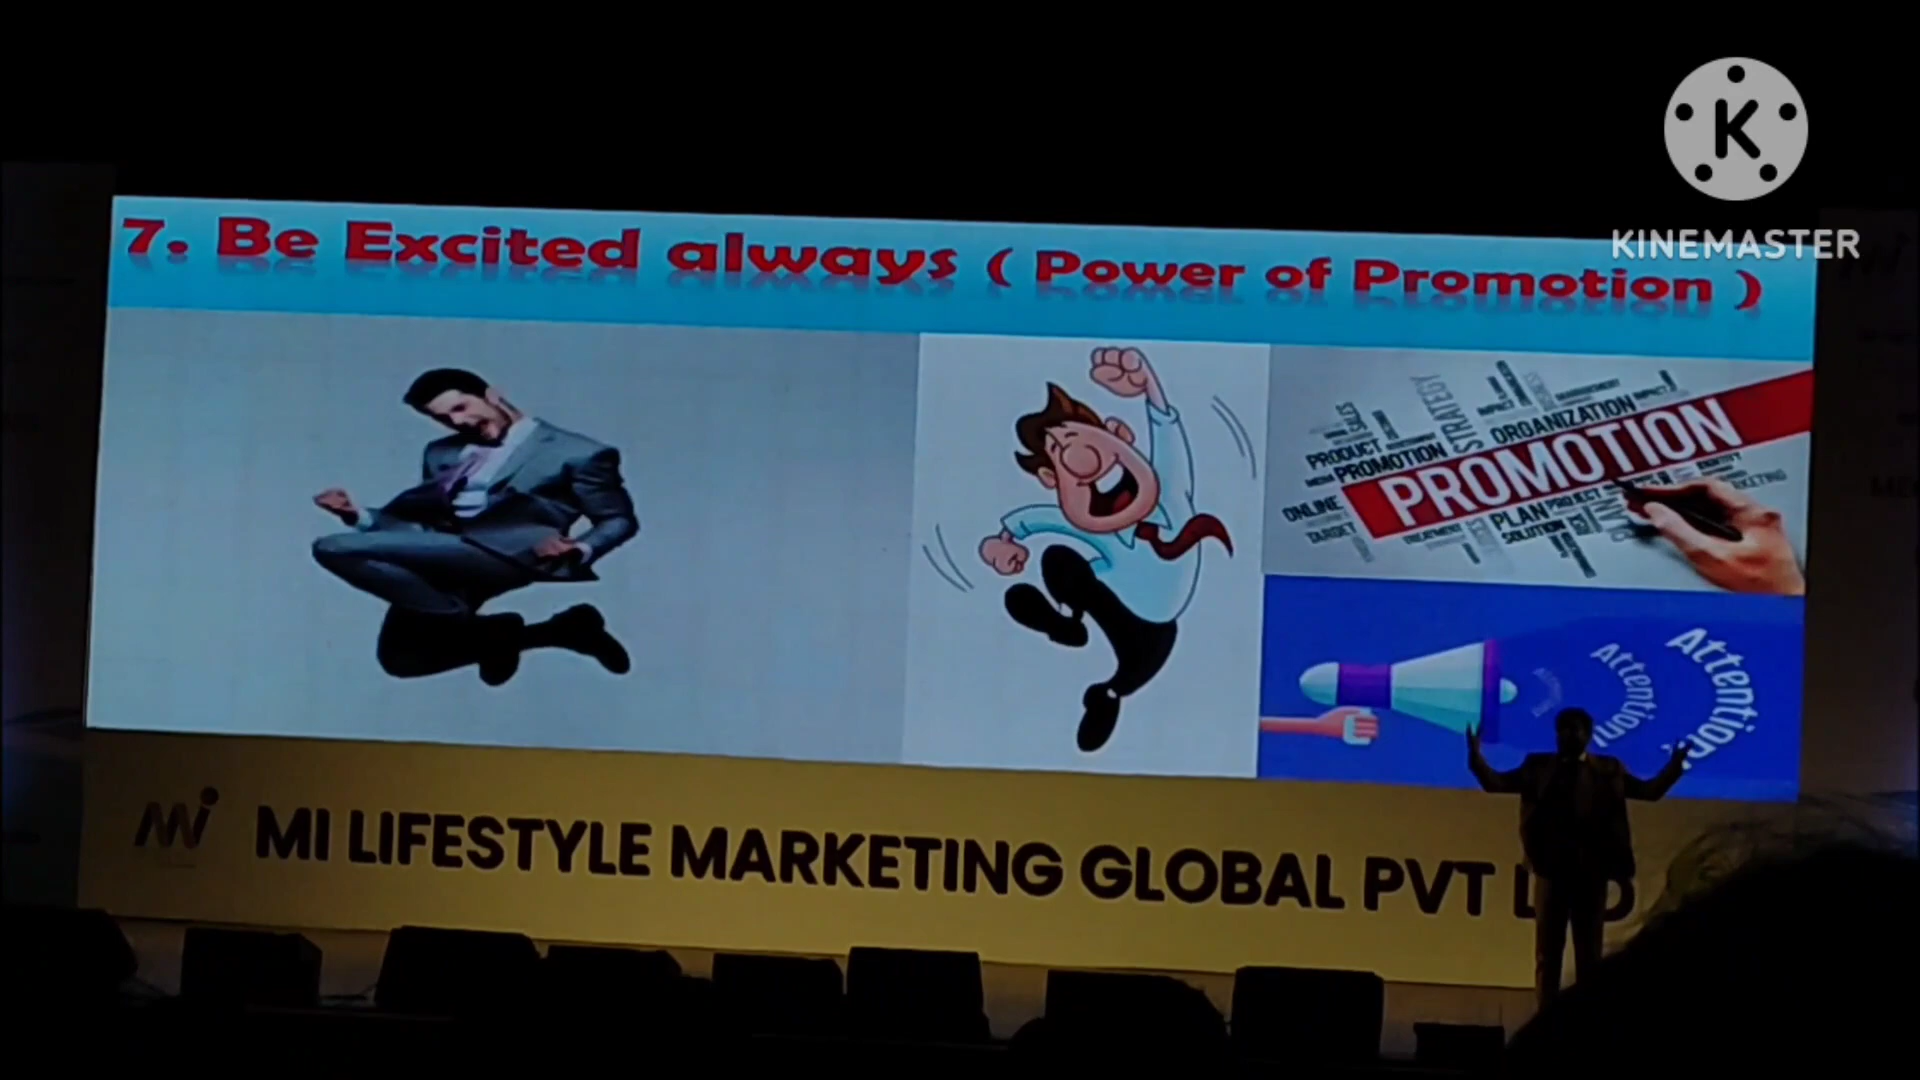 KINEMASTER
7. Be Excited always ( Power of Promotion )
STRATEGY
ORGANIZATION
PRODUCT
PROMOTION
PROMOTION
ONLINE
TARGET
PLAN
PROJECT
SOLUTION
Attention!
Attention!
MI LIFESTYLE MARKETING GLOBAL PVT